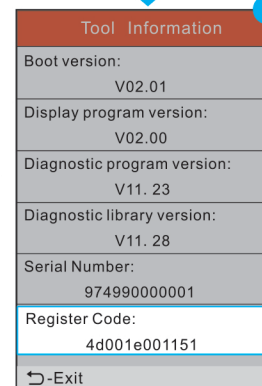 Tool Information
Boot version:
V02.01
Display program version:
V02.00
Diagnostic program version:
V11. 23
Diagnostic library version:
V11. 28
Serial Number:
974990000001
Register Code:
4d001e001151
-Exit